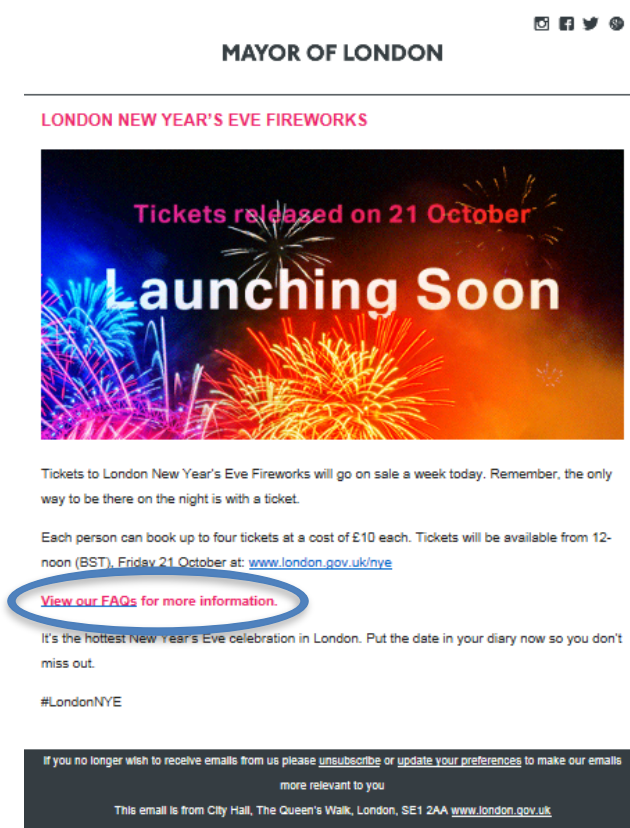 MAYOR OF LONDON
LONDON NEW YEAR'S EVE FIREWORKS
Tickets released on 21 October
Launching Soon
Tickets to London New Year's Eve Fireworks will go on sale a week today. Remember, the only
way to be there on the night is with a ticket.
Each person can book up to four tickets at a cost of £10 each. Tickets will be available from 12-
noon (BST), Friday 21 October at: www.london.gov.uk/nye
View our FAQs for more information.
It's the hottest New Year's Eve celebration in London. Put the date in your diary now so you don't
miss out.
#LondonNYE
If you no longer wish to receive emails from us please unsubscribe or update your preferences to make our emails
more relevant to you
This email is from City Hall, The Queen's Walk, London, SE1 2AA www.london.gov.uk